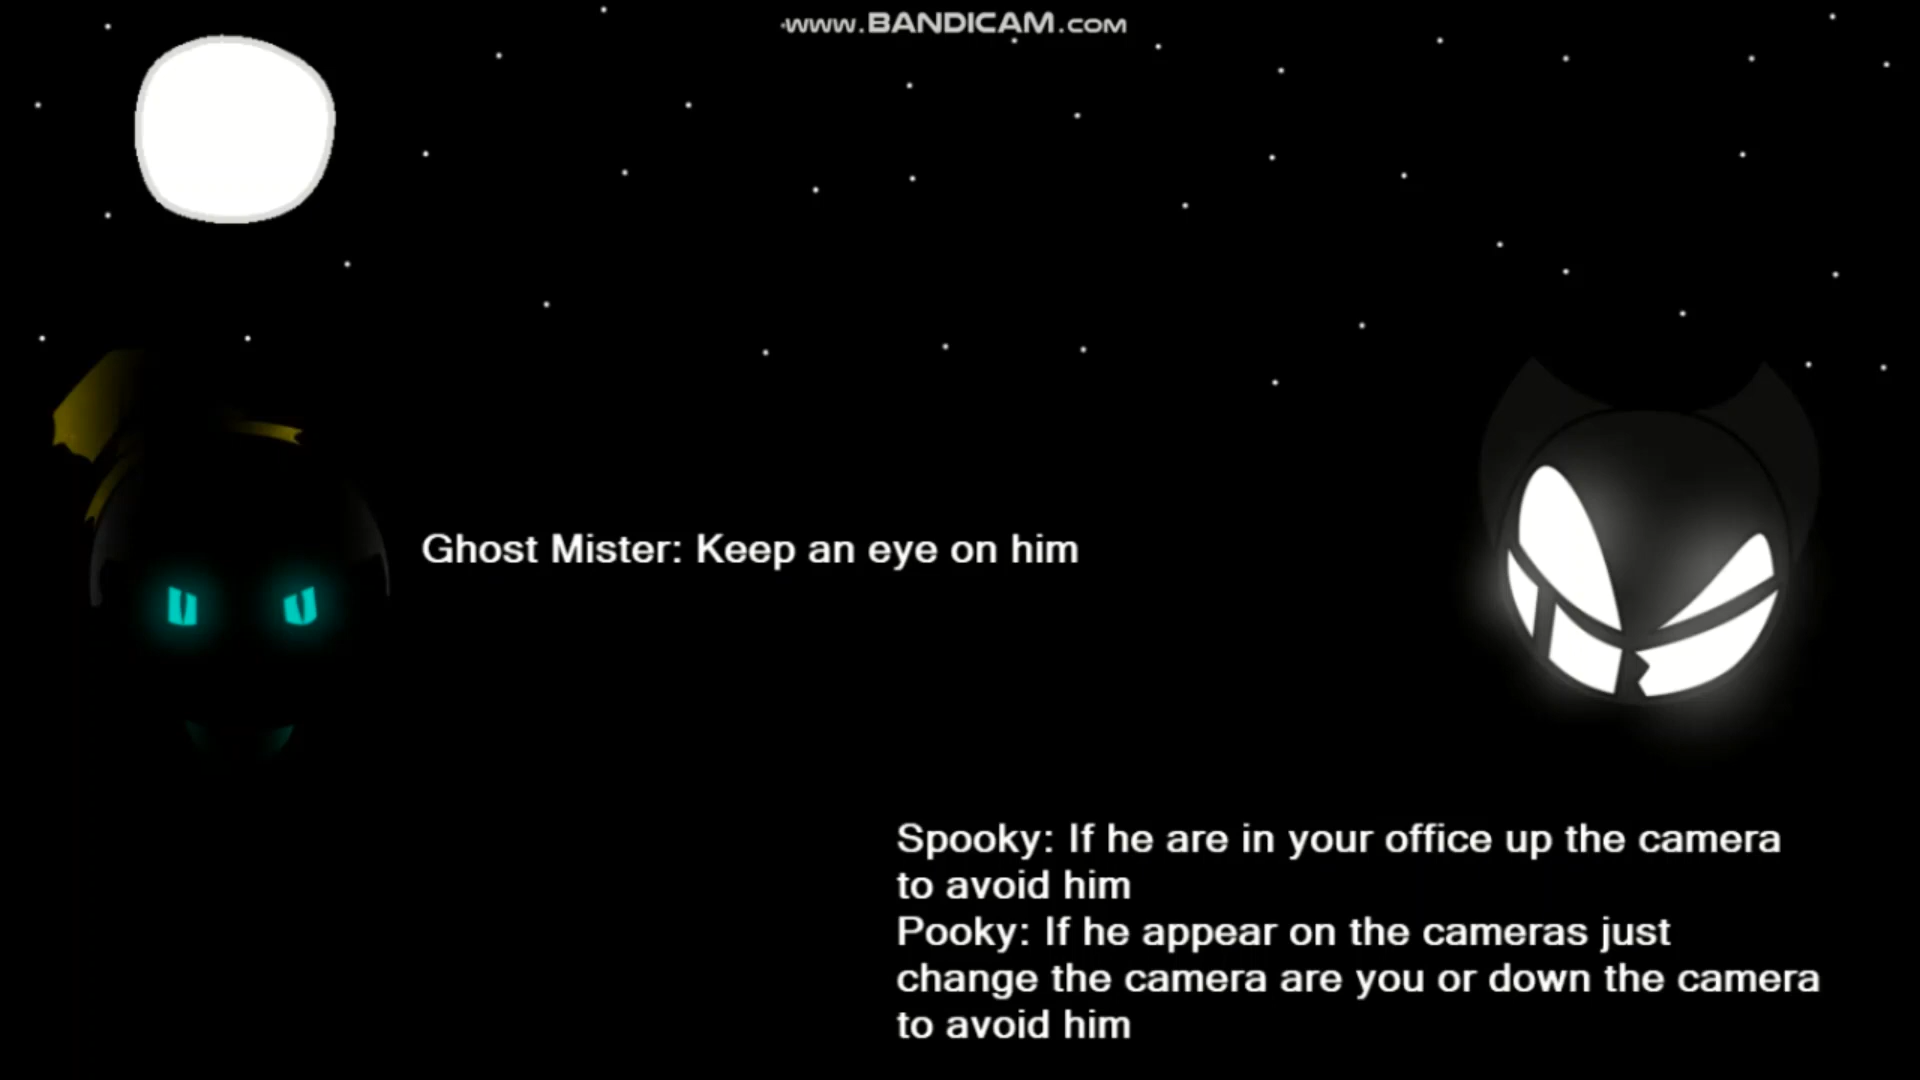 www.BANDICAM.com
Ghost Mister: Keep an eye on him
Spooky: If he are in your office up the camera
to avoid him
Pooky: If he appear on the cameras just
change the camera are you or down the camera
to avoid him